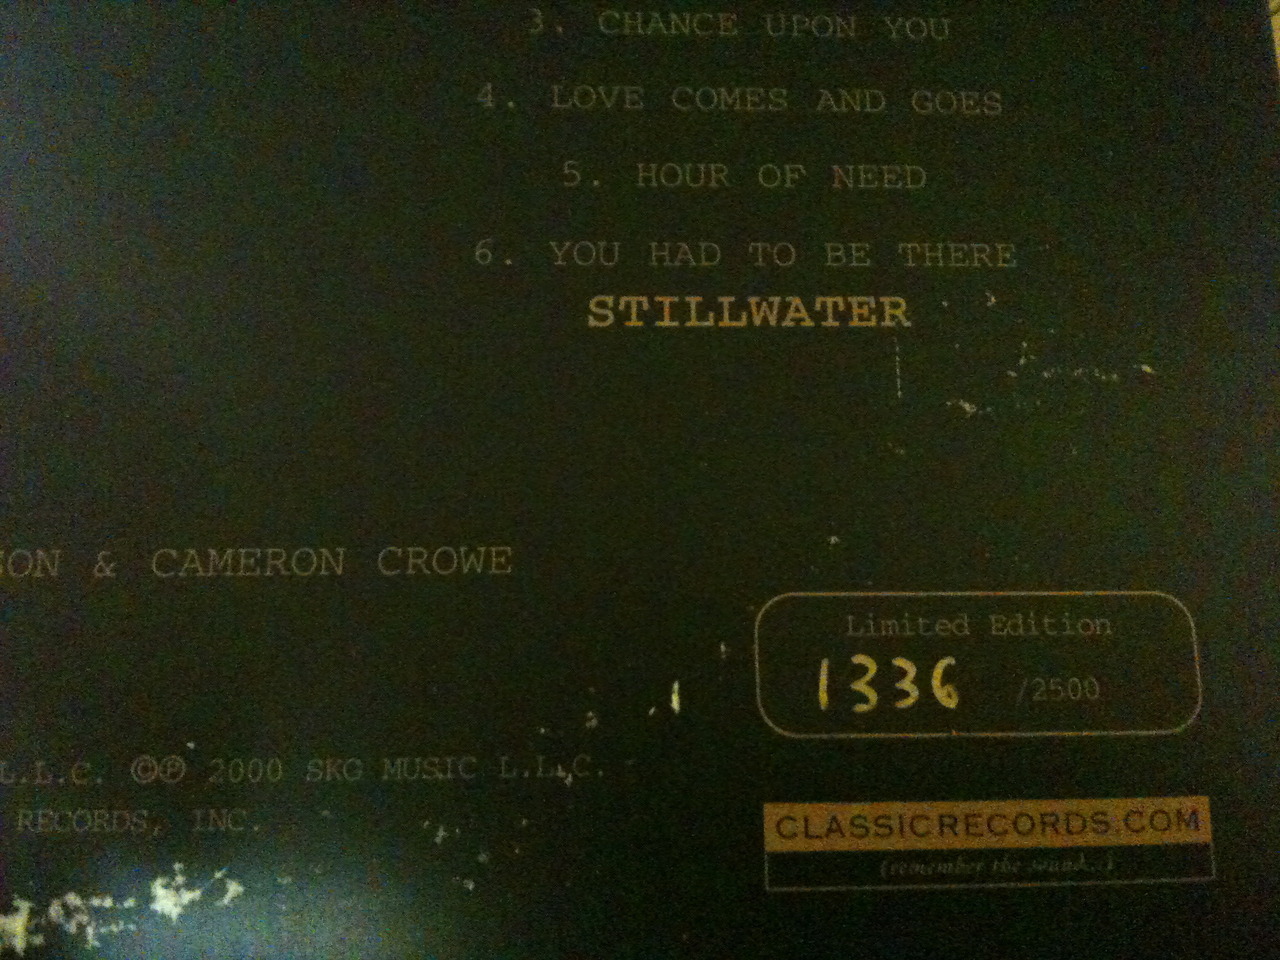 3. CHANCE UPON YOU
4. LOVE COMES AND GOES
5. HOUR OF NEED
6. YOU HAD TO BE THERE
STILLWATER
SON & CAMERON CROWE
Limited Edition
1336 /2500
L.L.C. ©℗ 2000 SKG MUSIC L.L.C.
RECORDS, INC.
CLASSICRECORDS.COM
(remember the sound...)